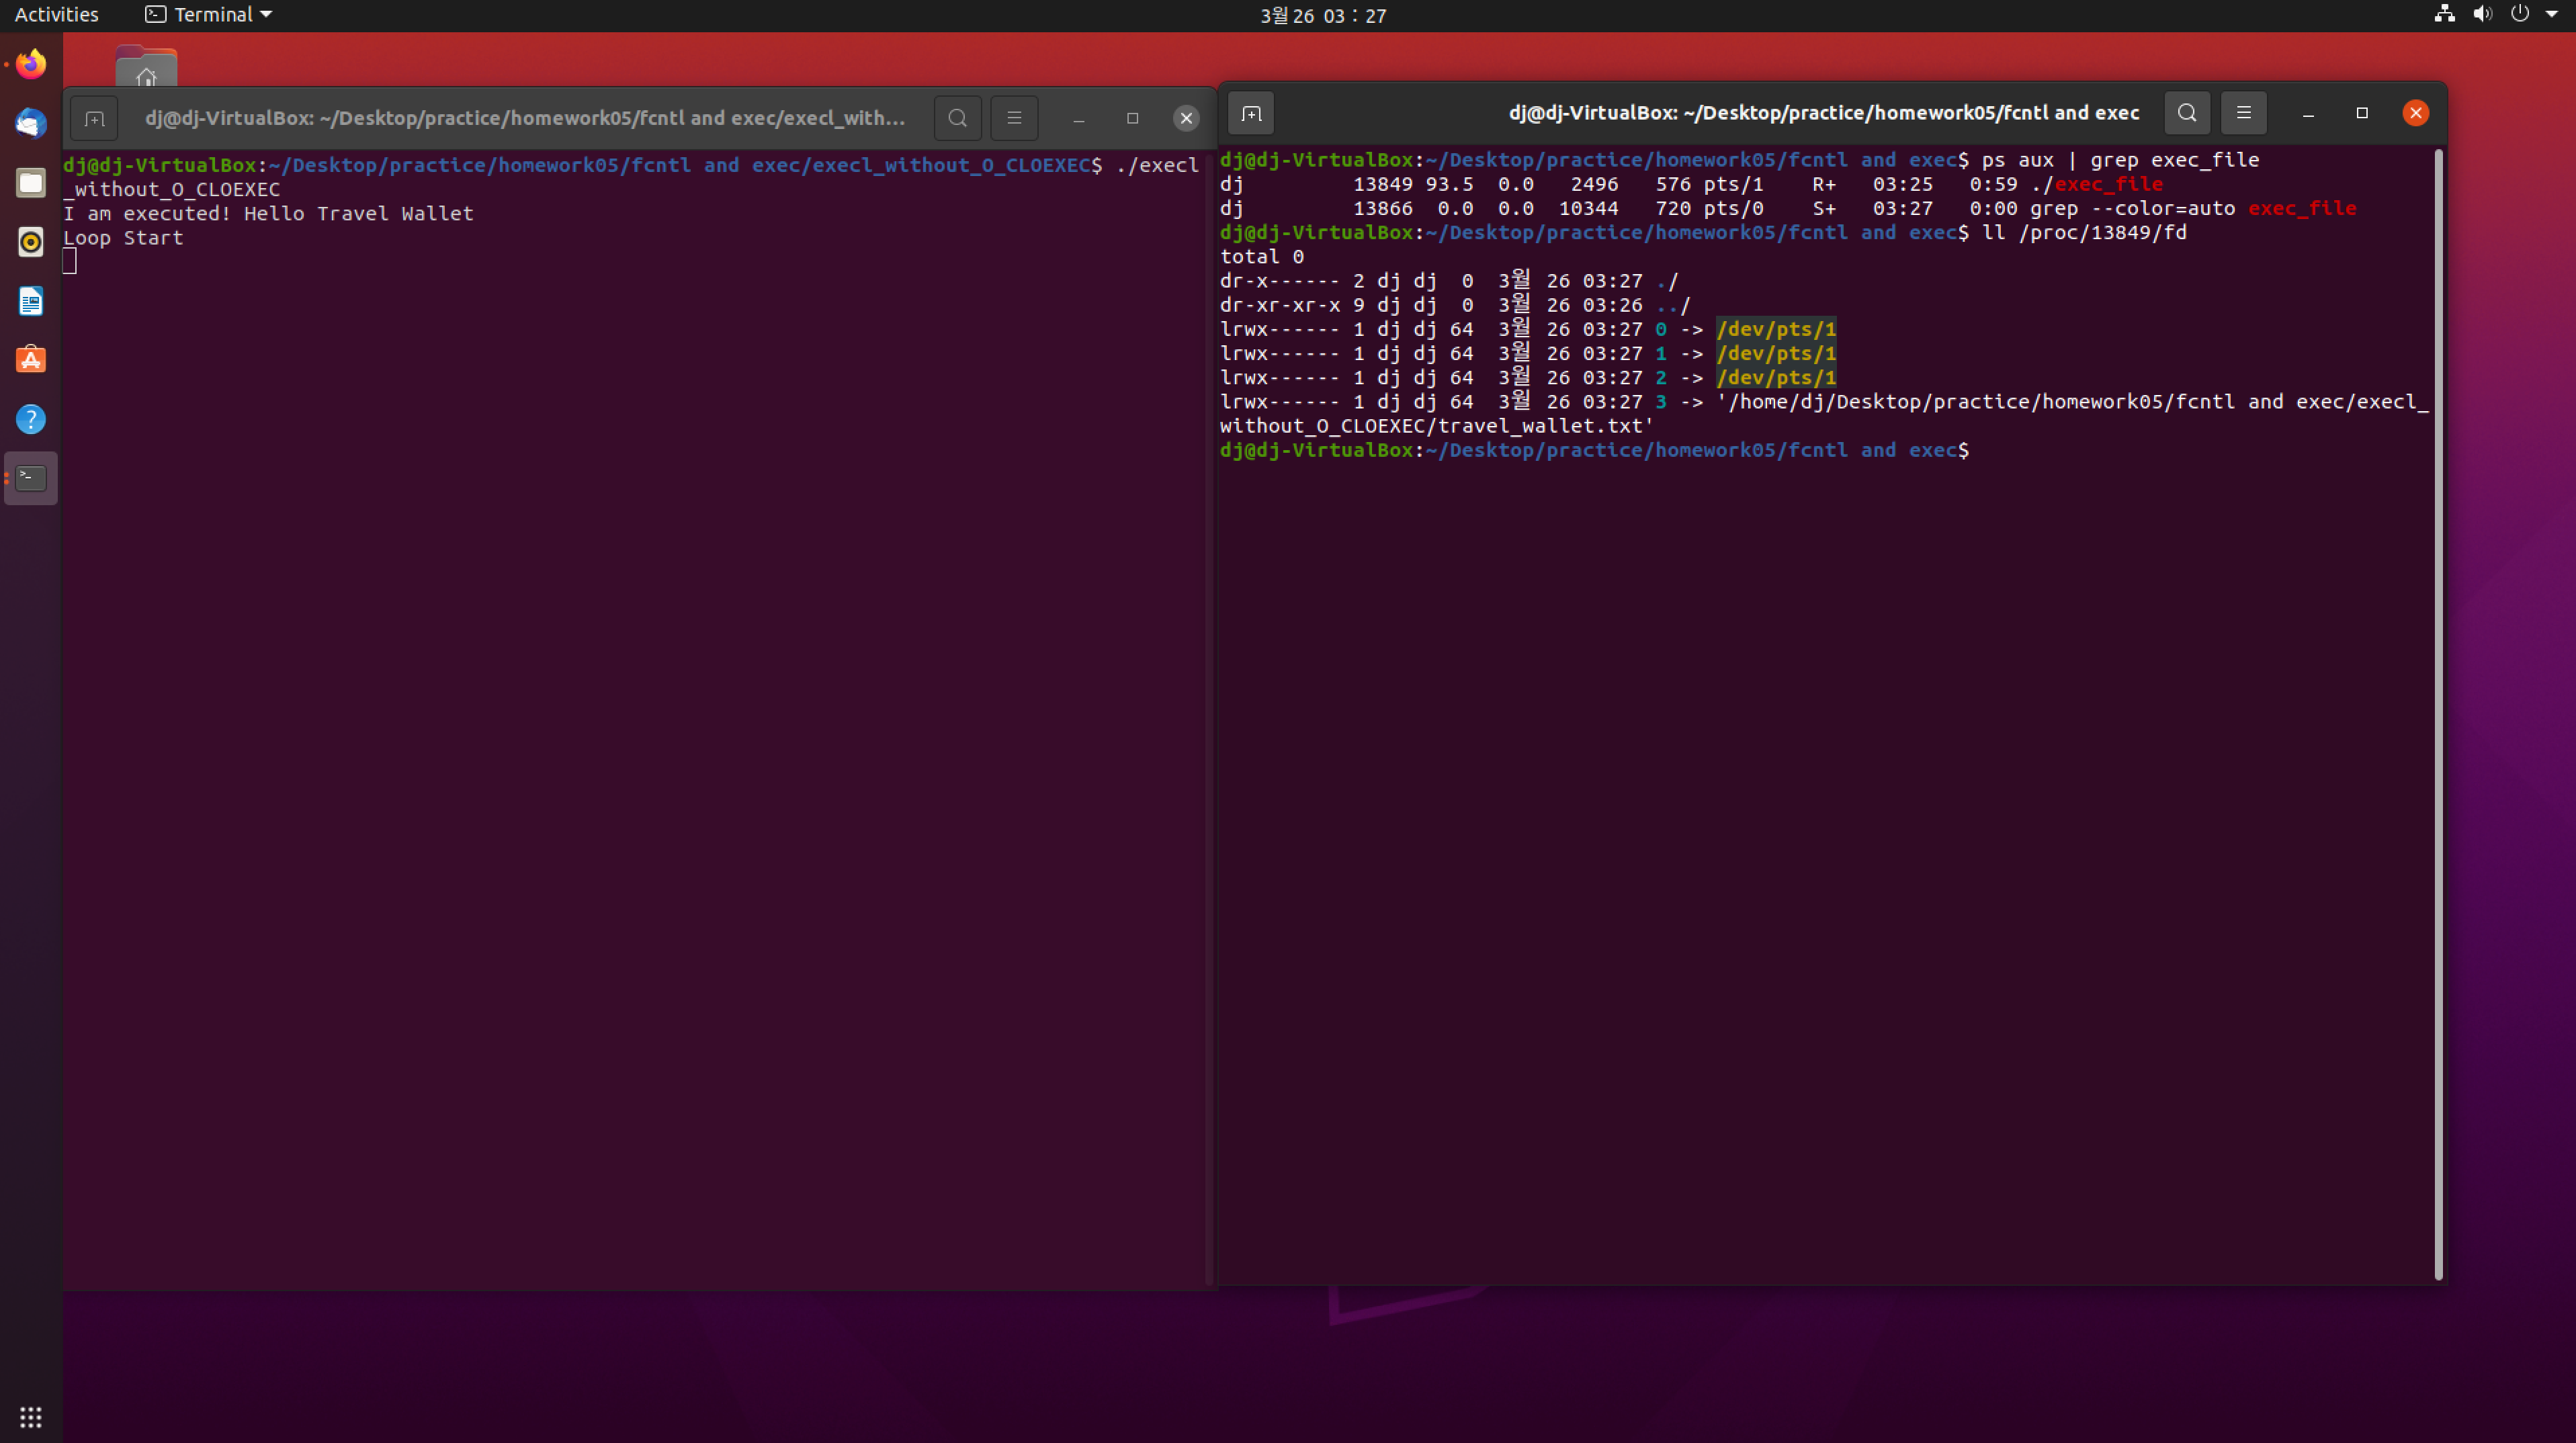 Activities
Terminal
3월 26 03 : 27
dj@dj-VirtualBox: ~/Desktop/practice/homework05/fcntl and exec/execl_with...
dj@dj-VirtualBox:~/Desktop/practice/homework05/fcntl and exec/execl_without_O_CLOEXEC$ ./execl
_without_O_CLOEXEC
I am executed! Hello Travel Wallet
Loop Start
dj@dj-VirtualBox: ~/Desktop/practice/homework05/fcntl and exec
dj@dj-VirtualBox:~/Desktop/practice/homework05/fcntl and exec$ ps aux | grep exec_file
dj         13849 93.5  0.0   2496   576 pts/1    R+   03:25   0:59 ./exec_file
dj         13866  0.0  0.0  10344   720 pts/0    S+   03:27   0:00 grep --color=auto exec_file
dj@dj-VirtualBox:~/Desktop/practice/homework05/fcntl and exec$ ll /proc/13849/fd
total 0
dr-x------ 2 dj dj  0  3월 26 03:27 ./
dr-xr-xr-x 9 dj dj  0  3월 26 03:26 ../
lrwx------ 1 dj dj 64  3월 26 03:27 0 -> /dev/pts/1
lrwx------ 1 dj dj 64  3월 26 03:27 1 -> /dev/pts/1
lrwx------ 1 dj dj 64  3월 26 03:27 2 -> /dev/pts/1
lrwx------ 1 dj dj 64  3월 26 03:27 3 -> '/home/dj/Desktop/practice/homework05/fcntl and exec/execl_
without_O_CLOEXEC/travel_wallet.txt'
dj@dj-VirtualBox:~/Desktop/practice/homework05/fcntl and exec$